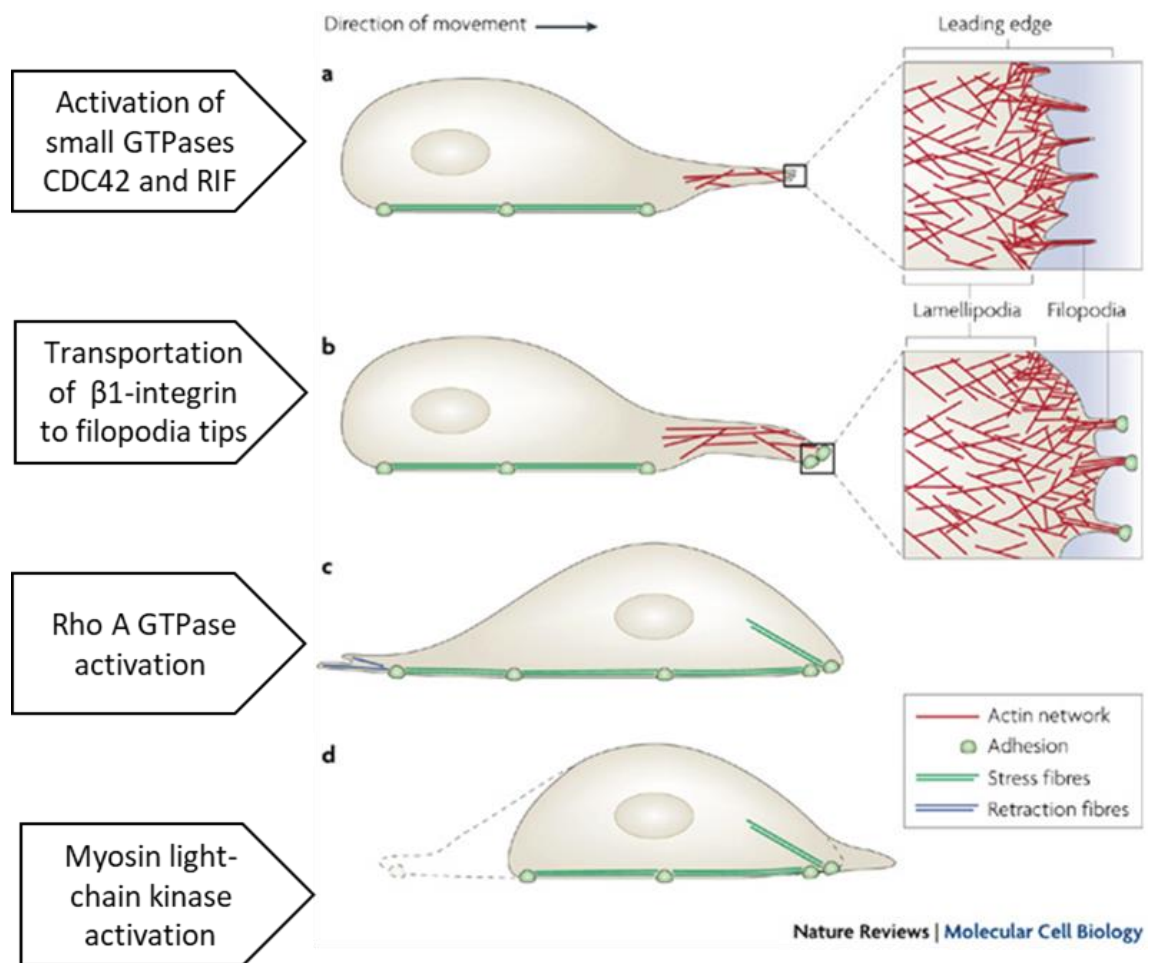 Direction of movement
Leading edge
a
Activation of
small GTPases
CDC42 and RIF
Lamellipodia
Filopodia
b
Transportation
of β1-integrin
to filopodia tips
c
Rho A GTPase
activation
Actin network
Adhesion
Stress fibres
Retraction fibres
d
Myosin light-
chain kinase
activation
Nature Reviews | Molecular Cell Biology